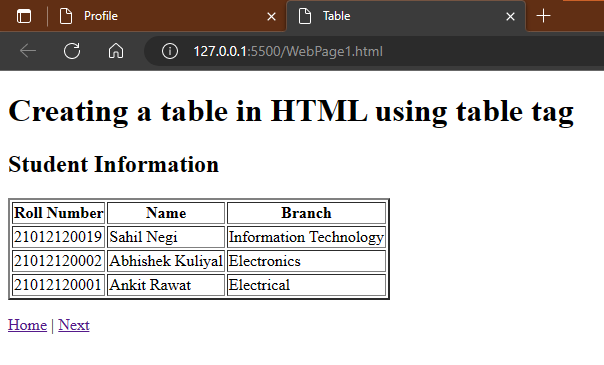 Profile Table
127.0.0.1:5500/WebPage1.html
Creating a table in HTML using table tag
Student Information
Roll Number Name Branch
21012120019 Sahil Negi Information Technology
21012120002 Abhishek Kuliyal Electronics
21012120001 Ankit Rawat Electrical
Home | Next